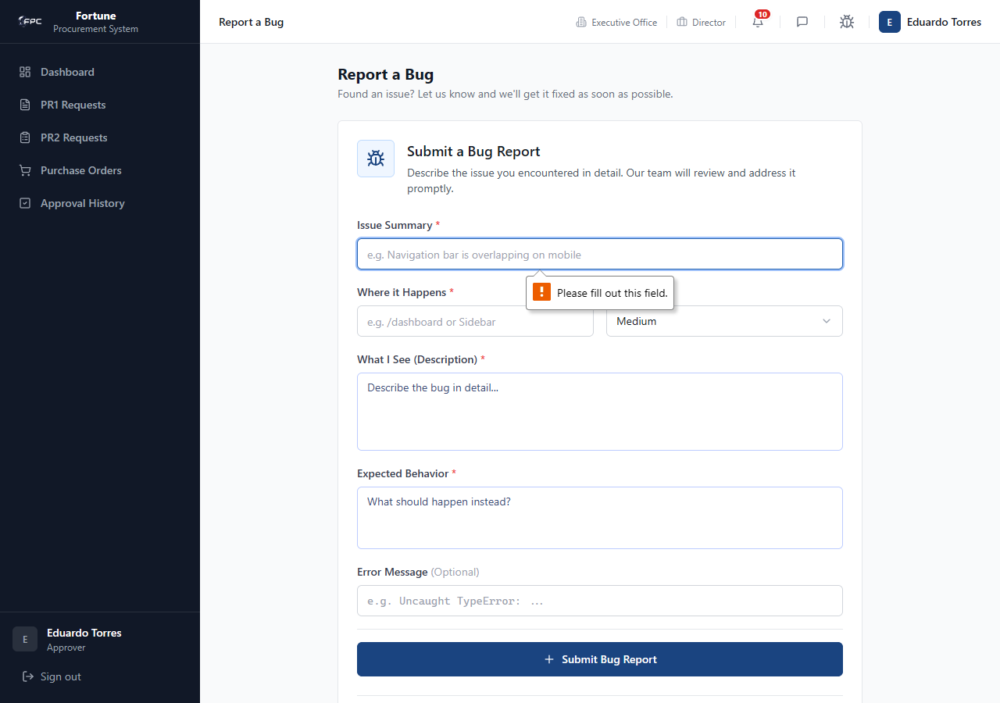 FPC
Fortune
Procurement System
Dashboard
PR1 Requests
PR2 Requests
Purchase Orders
Approval History
E
Eduardo Torres
Approver
Sign out
Report a Bug
Executive Office
Director
10
E
Eduardo Torres
Report a Bug
Found an issue? Let us know and we'll get it fixed as soon as possible.
Submit a Bug Report
Describe the issue you encountered in detail. Our team will review and address it
promptly.
Issue Summary *
e.g. Navigation bar is overlapping on mobile
Please fill out this field.
Where it Happens *
e.g. /dashboard or Sidebar
Medium
What I See (Description) *
Describe the bug in detail...
Expected Behavior *
What should happen instead?
Error Message (Optional)
e.g. Uncaught TypeError: ...
Submit Bug Report